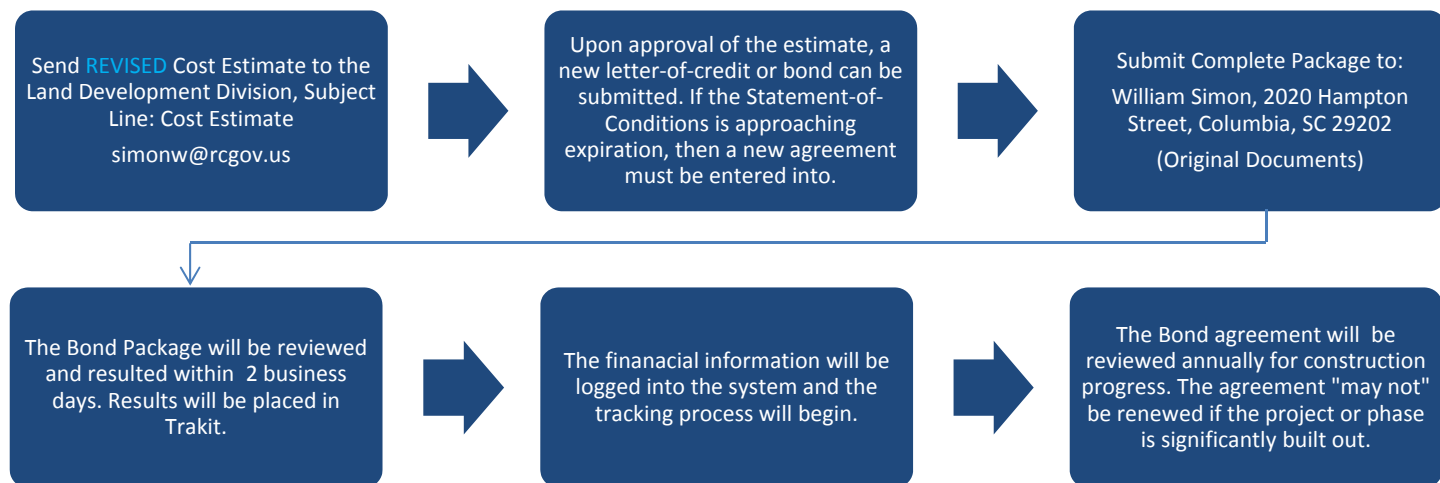 Send REVISED Cost Estimate to the
Land Development Division, Subject
Line: Cost Estimate
simonw@rcgov.us
Upon approval of the estimate, a
new letter-of-credit or bond can be
submitted. If the Statement-of-
Conditions is approaching
expiration, then a new agreement
must be entered into.
Submit Complete Package to:
William Simon, 2020 Hampton
Street, Columbia, SC 29202
(Original Documents)
The Bond Package will be reviewed
and resulted within  2 business
days. Results will be placed in
Trakit.
The finanacial information will be
logged into the system and the
tracking process will begin.
The Bond agreement will  be
reviewed annually for construction
progress. The agreement "may not"
be renewed if the project or phase
is significantly built out.